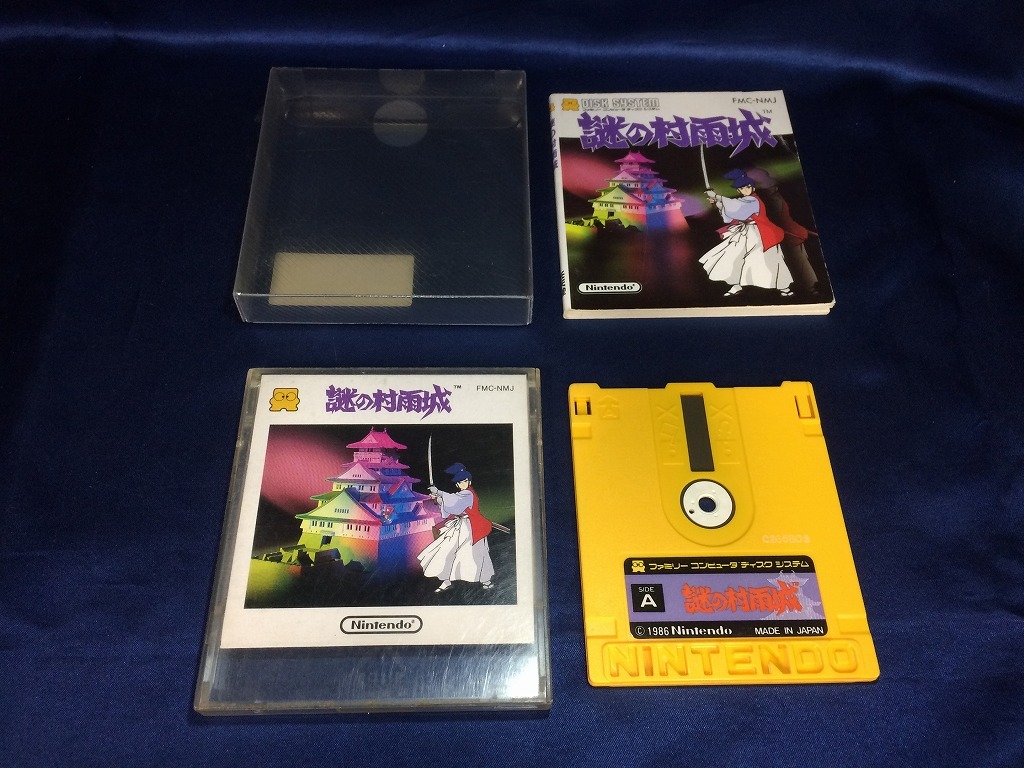 DISK SYSTEM
FMC-NMJ
謎の村雨城™
Nintendo®
謎の村雨城™
FMC-NMJ
Nintendo®
ファミリー コンピュータ ディスク システム
SIDE A
謎の村雨城
© 1986 Nintendo MADE IN JAPAN
NINTENDO